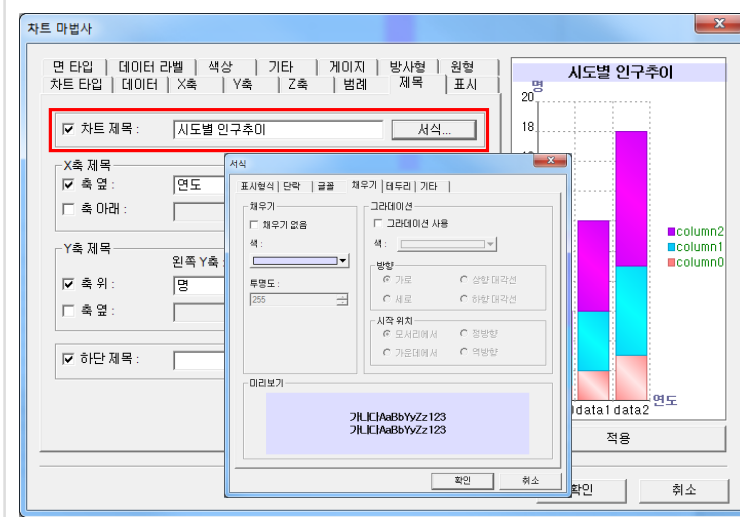 차트 마법사
면 타입 데이터 라벨 색상 기타 게이지 방사형 원형
차트 타입 데이터 X축 Y축 Z축 범례 제목 표시
차트 제목 : 시도별 인구추이 서식...
X축 제목
축 옆 : 연도
축 아래 :
Y축 제목
왼쪽 Y축 :
축 위 : 명
축 옆 :
하단 제목 :
서식
표시형식 단락 글꼴 채우기 테두리 기타
채우기
채우기 없음
색 :
투명도 :
255
그라데이션
그라데이션 사용
색 :
방향
가로 상향 대각선
세로 하향 대각선
시작 위치
모서리에서 정방향
가운데에서 역방향
미리보기
가나다AaBbYyZz123
가나다AaBbYyZz123
확인 취소
시도별 인구추이
명
20
18
column2
column1
column0
data1 data2 연도
적용
확인 취소